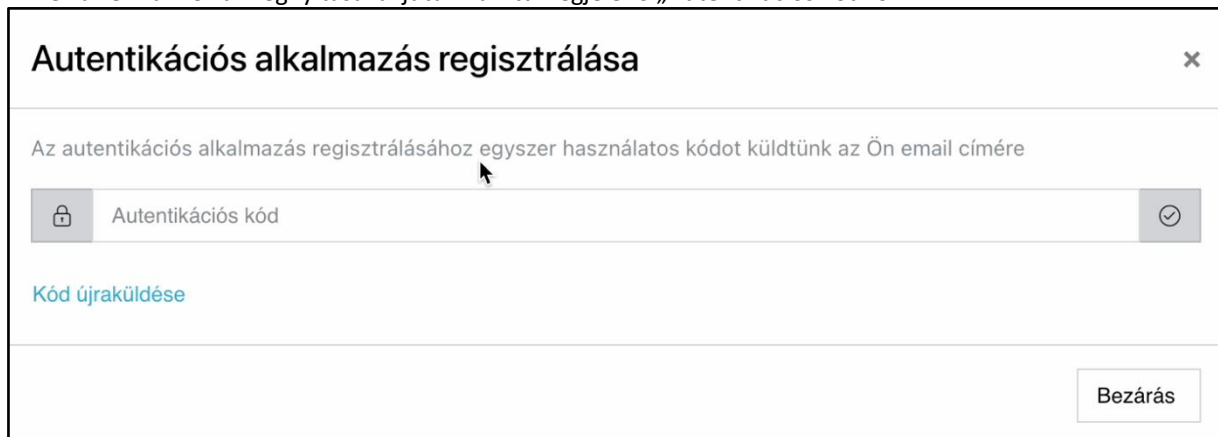 Autentikációs alkalmazás regisztrálása
Az autentikációs alkalmazás regisztrálásához egyszer használatos kódot küldtünk az Ön email címére
Autentikációs kód
Kód újraküldése
Bezárás